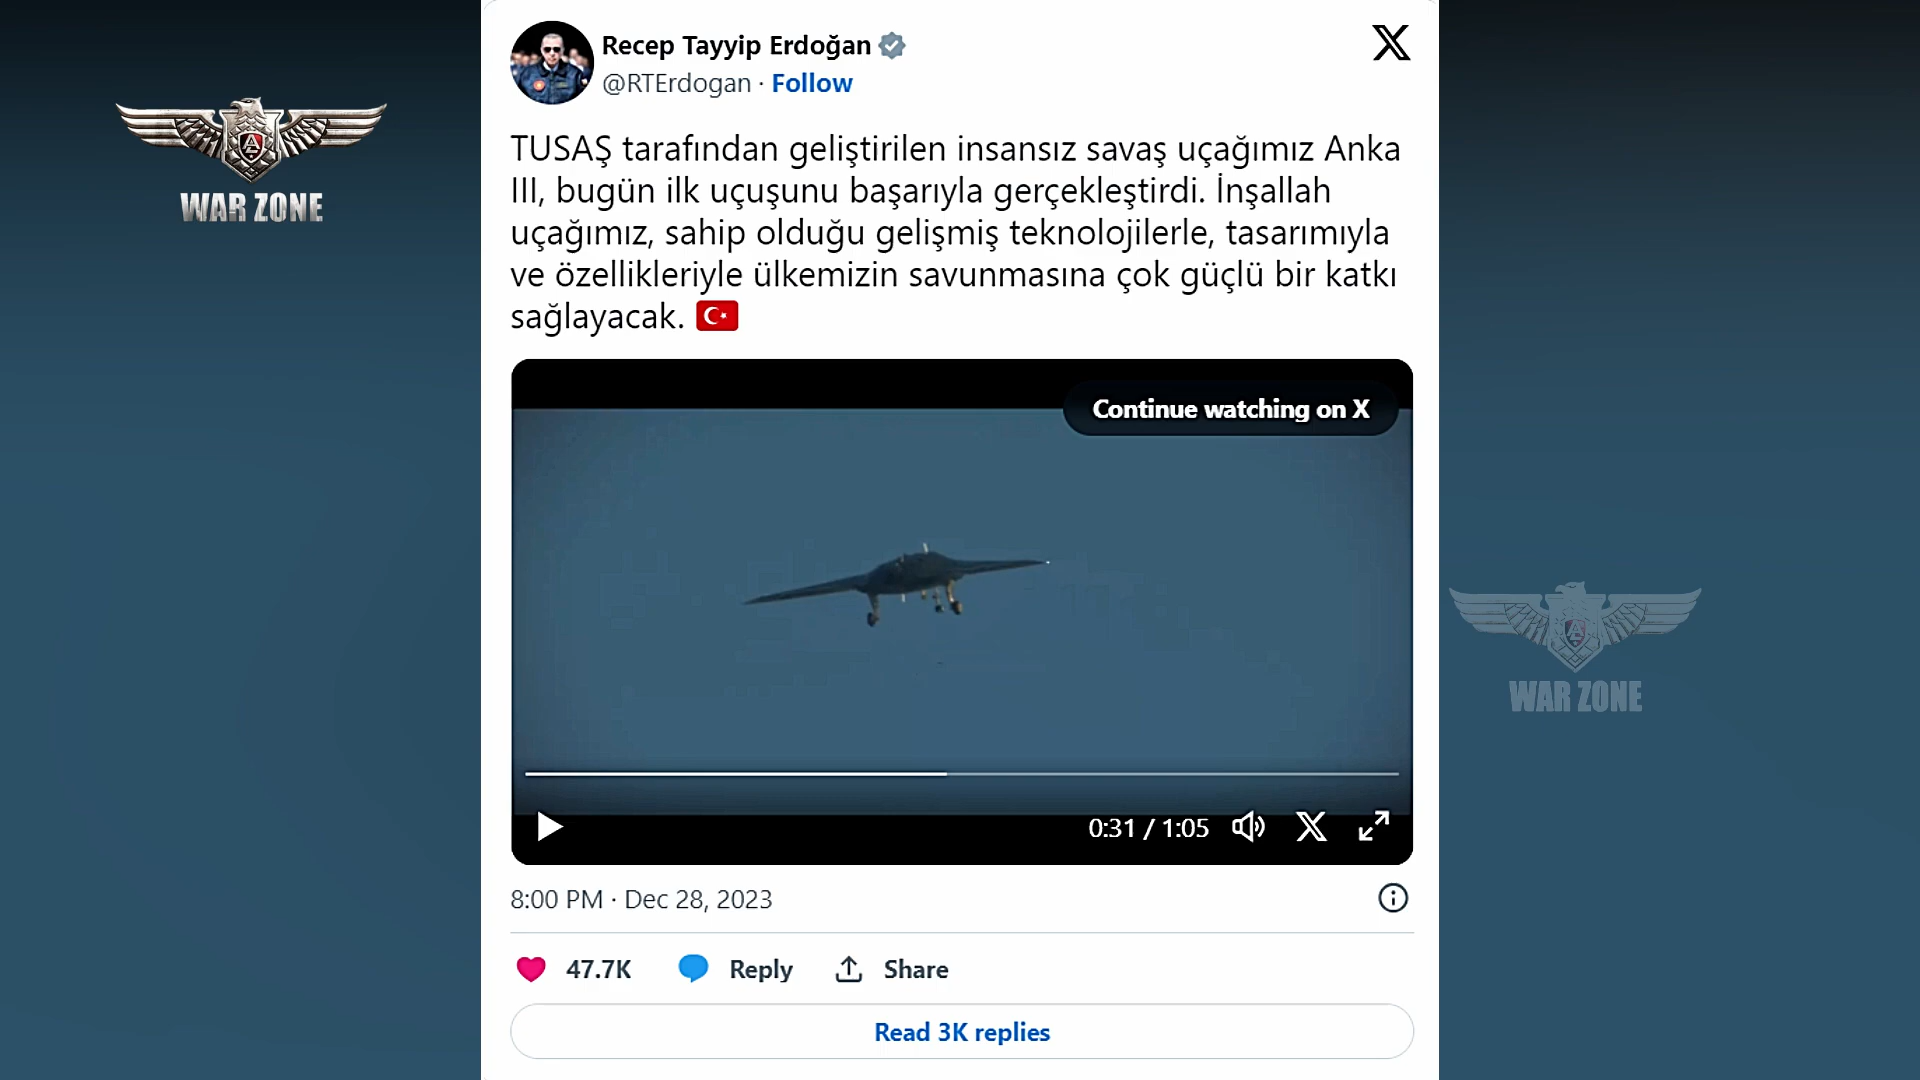 WAR ZONE
Recep Tayyip Erdoğan
@RTErdogan · Follow
TUSAŞ tarafından geliştirilen insansız savaş uçağımız Anka
III, bugün ilk uçuşunu başarıyla gerçekleştirdi. İnşallah
uçağımız, sahip olduğu gelişmiş teknolojilerle, tasarımıyla
ve özellikleriyle ülkemizin savunmasına çok güçlü bir katkı
sağlayacak.
Continue watching on X
0:31 / 1:05
8:00 PM · Dec 28, 2023
47.7K Reply Share
Read 3K replies
WAR ZONE